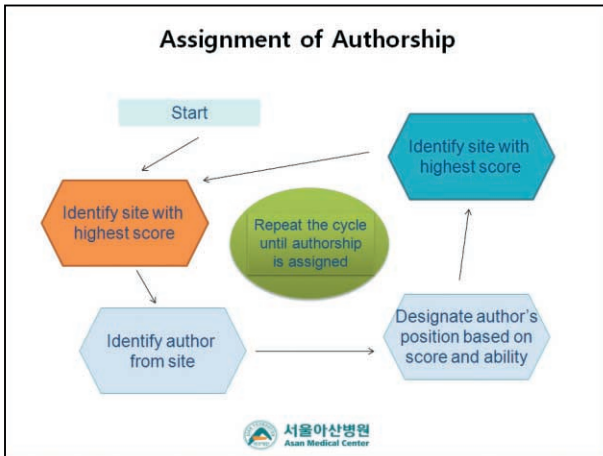 Assignment of Authorship
Start
Identify site with
highest score
Identify site with
highest score
Repeat the cycle
until authorship
is assigned
Identify author
from site
Designate author's
position based on
score and ability
서울아산병원
Asan Medical Center